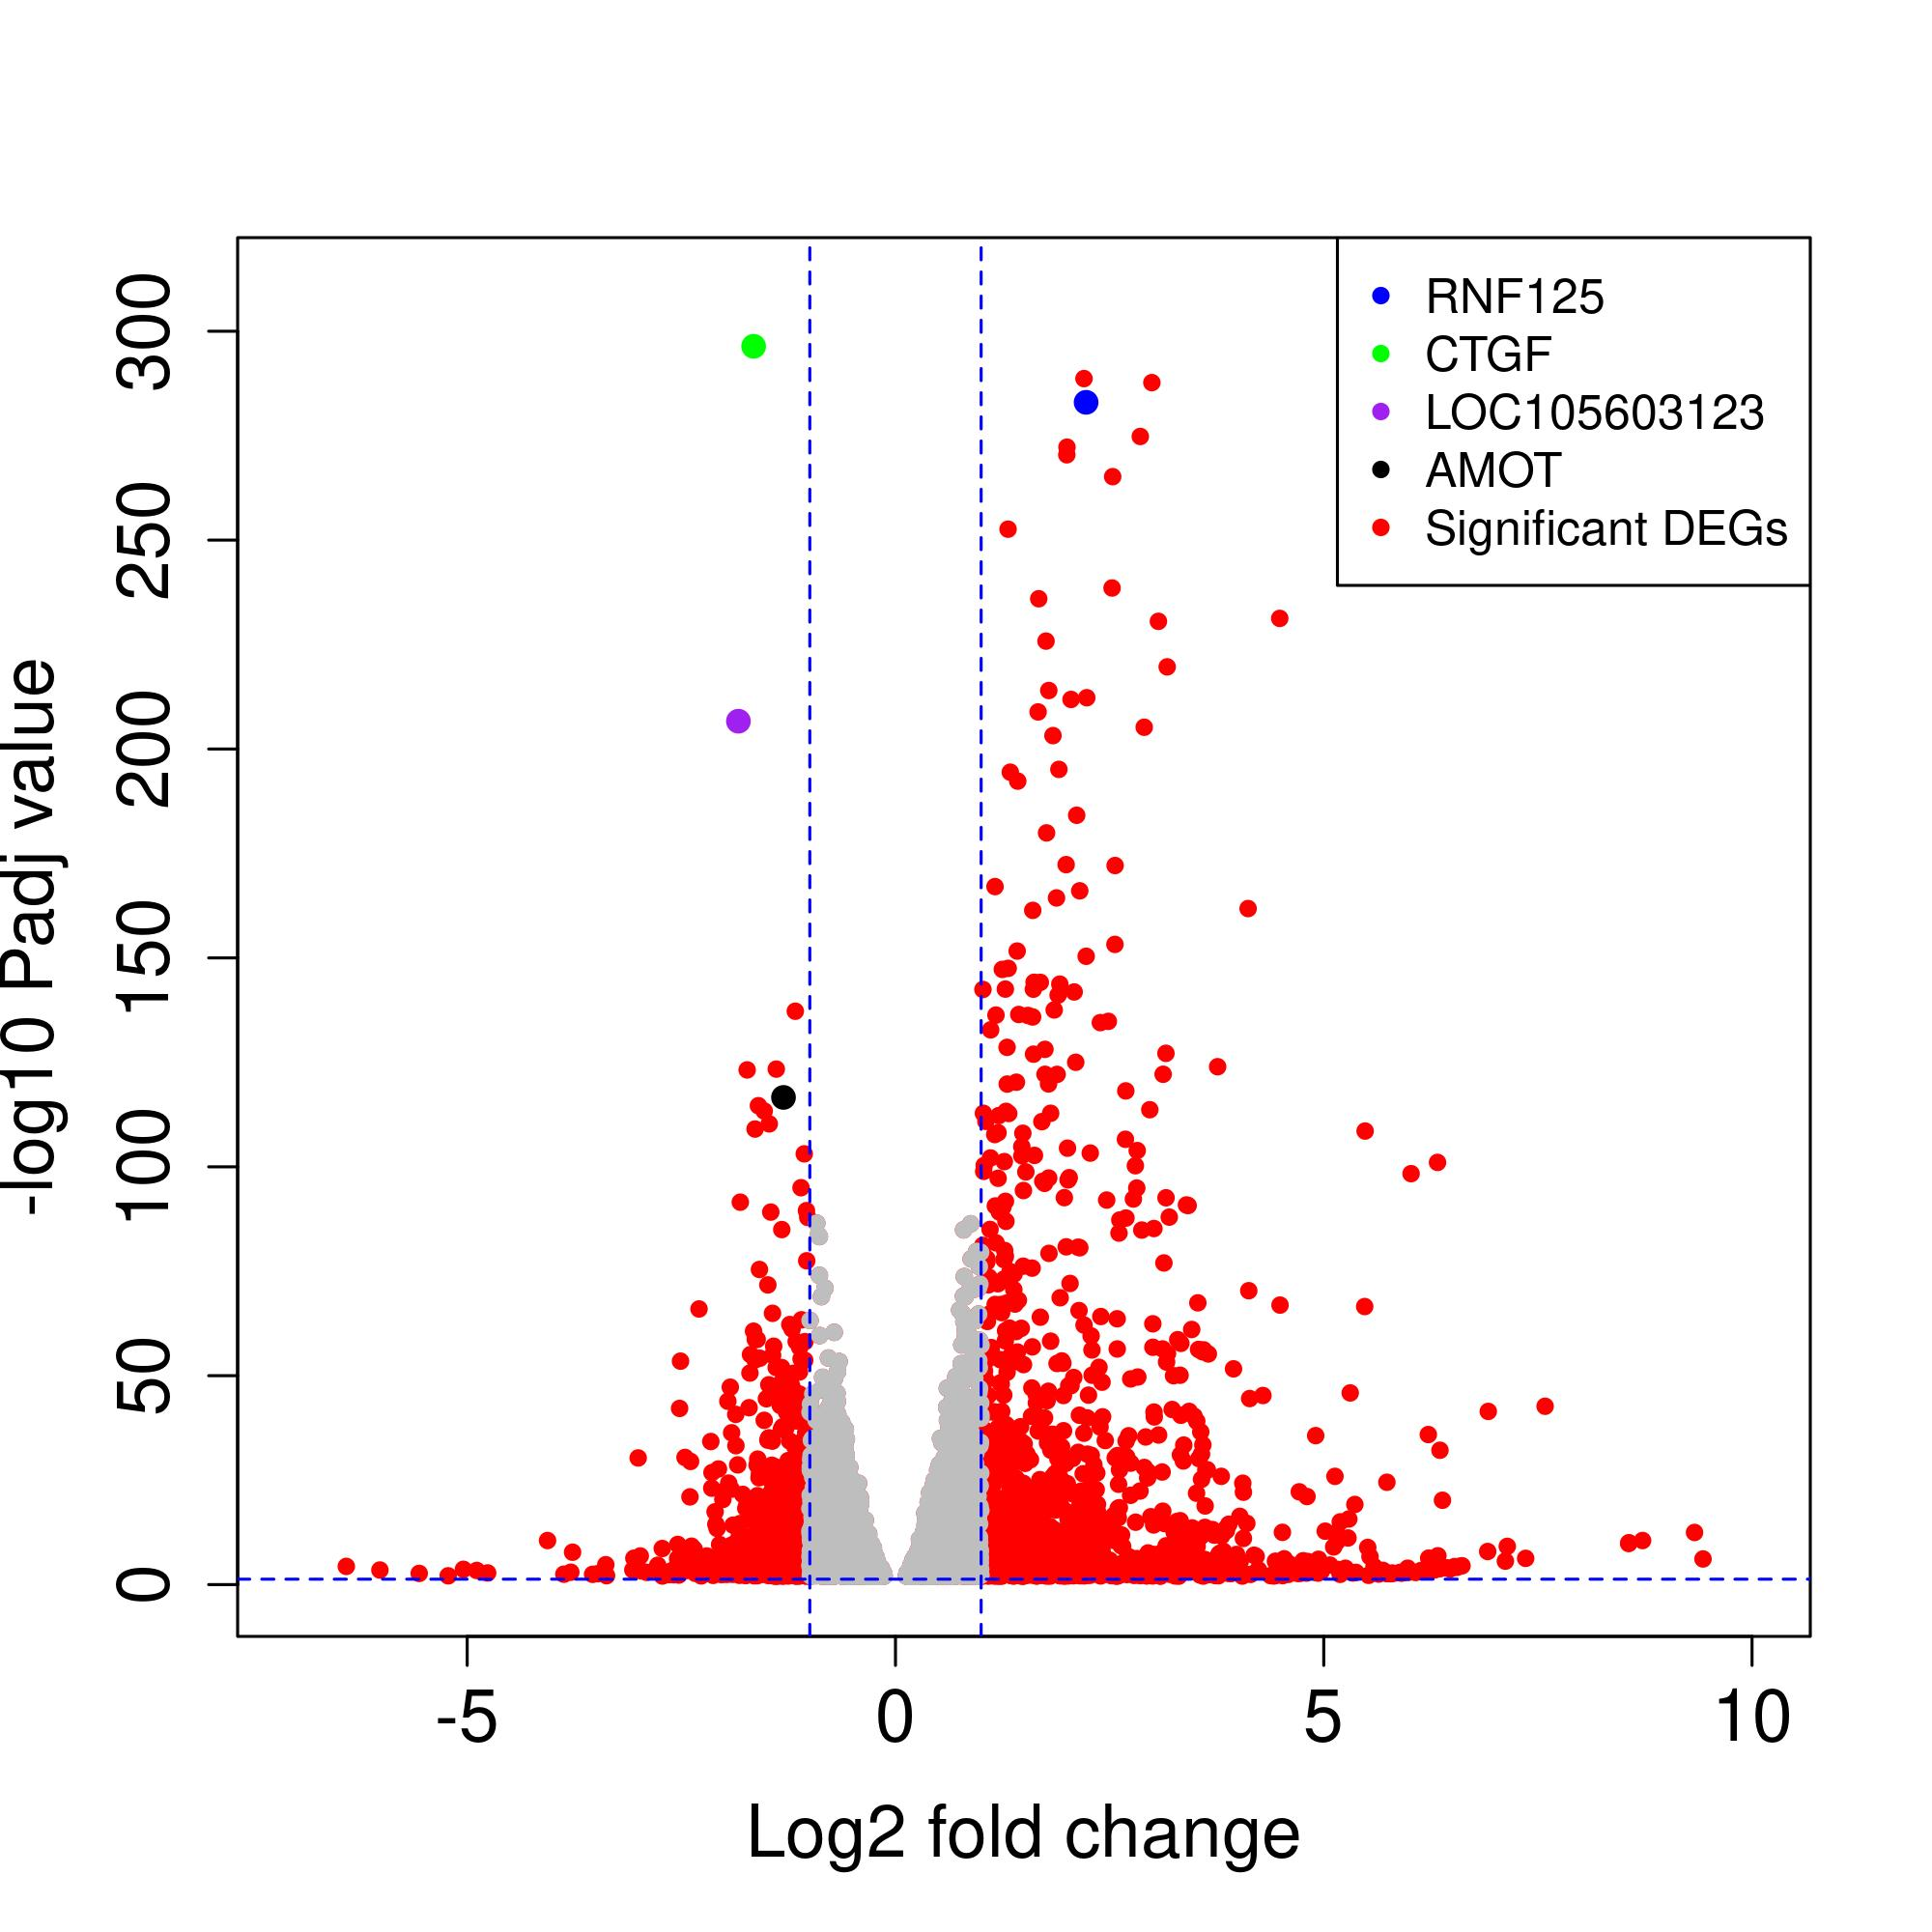 RNF125
CTGF
LOC105603123
AMOT
Significant DEGs
-log10 Padj value
300
250
200
150
100
50
0
-5 0 5 10
Log2 fold change